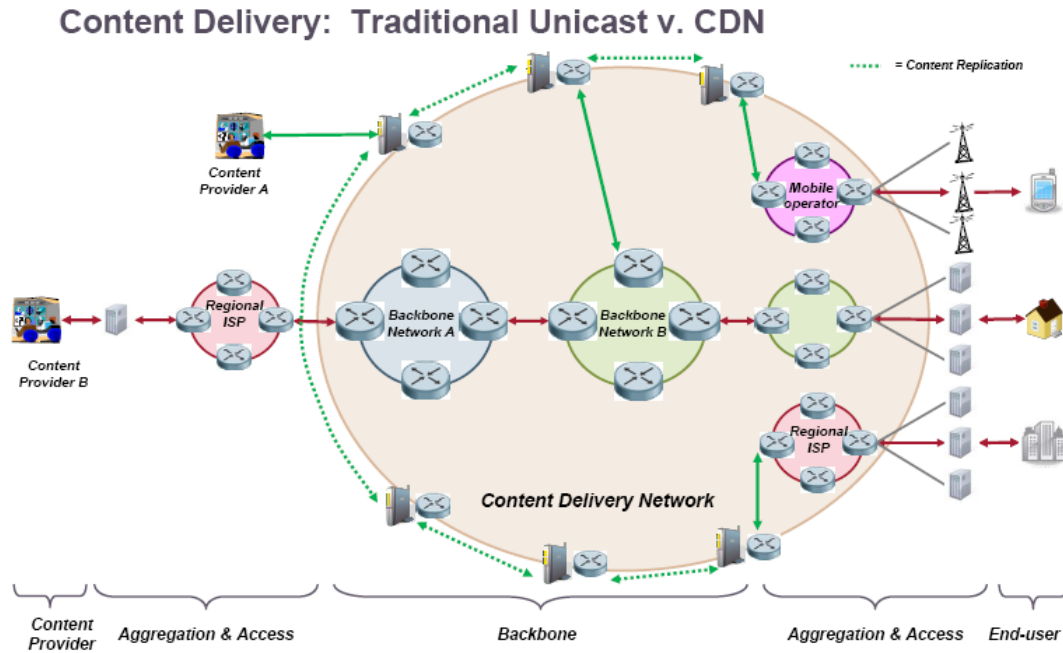 Content Delivery: Traditional Unicast v. CDN
= Content Replication
Content
Provider A
Mobile
operator
Regional
ISP
Backbone
Network A
Backbone
Network B
Content
Provider B
Regional
ISP
Content Delivery Network
Content
Provider
Aggregation & Access
Backbone
Aggregation & Access
End-user